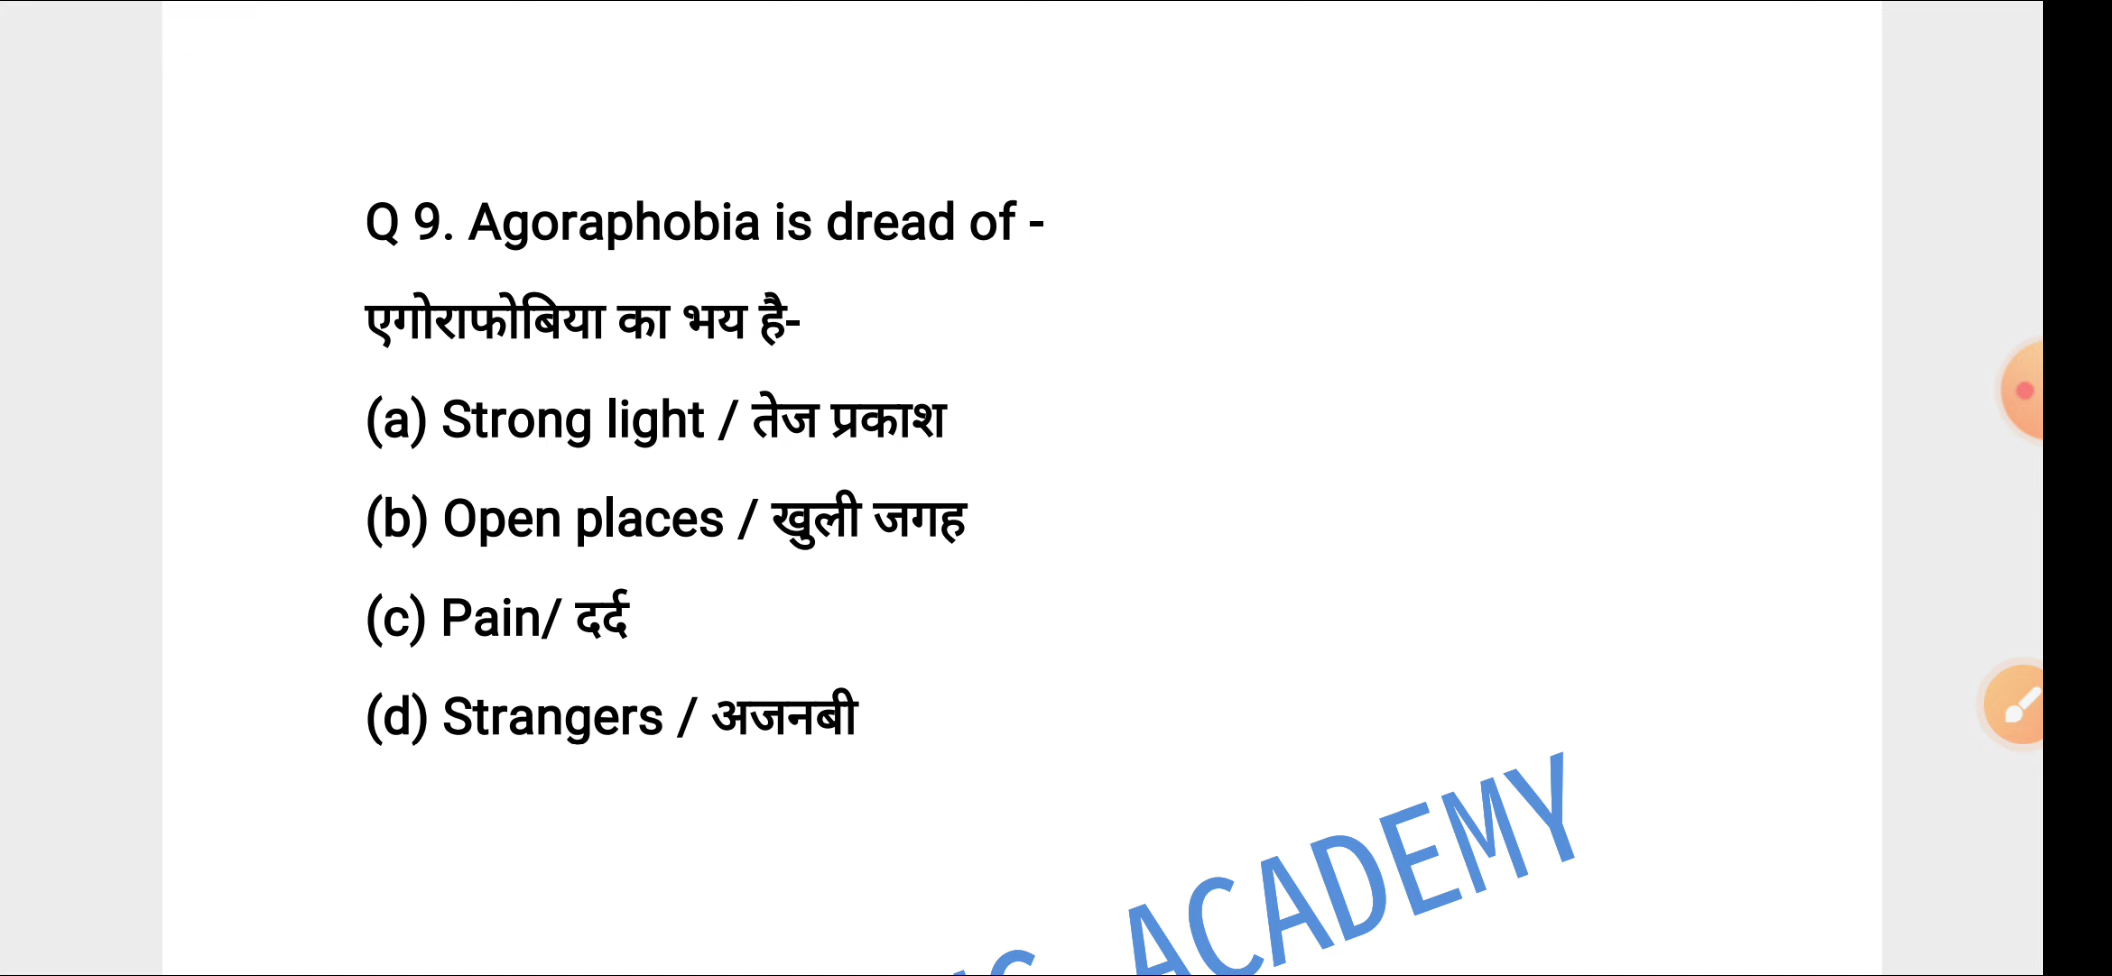 Q 9. Agoraphobia is dread of -
एगोराफोबिया का भय है-
(a) Strong light / तेज प्रकाश
(b) Open places / खुली जगह
(c) Pain/ दर्द
(d) Strangers / अजनबी
ACADEMY